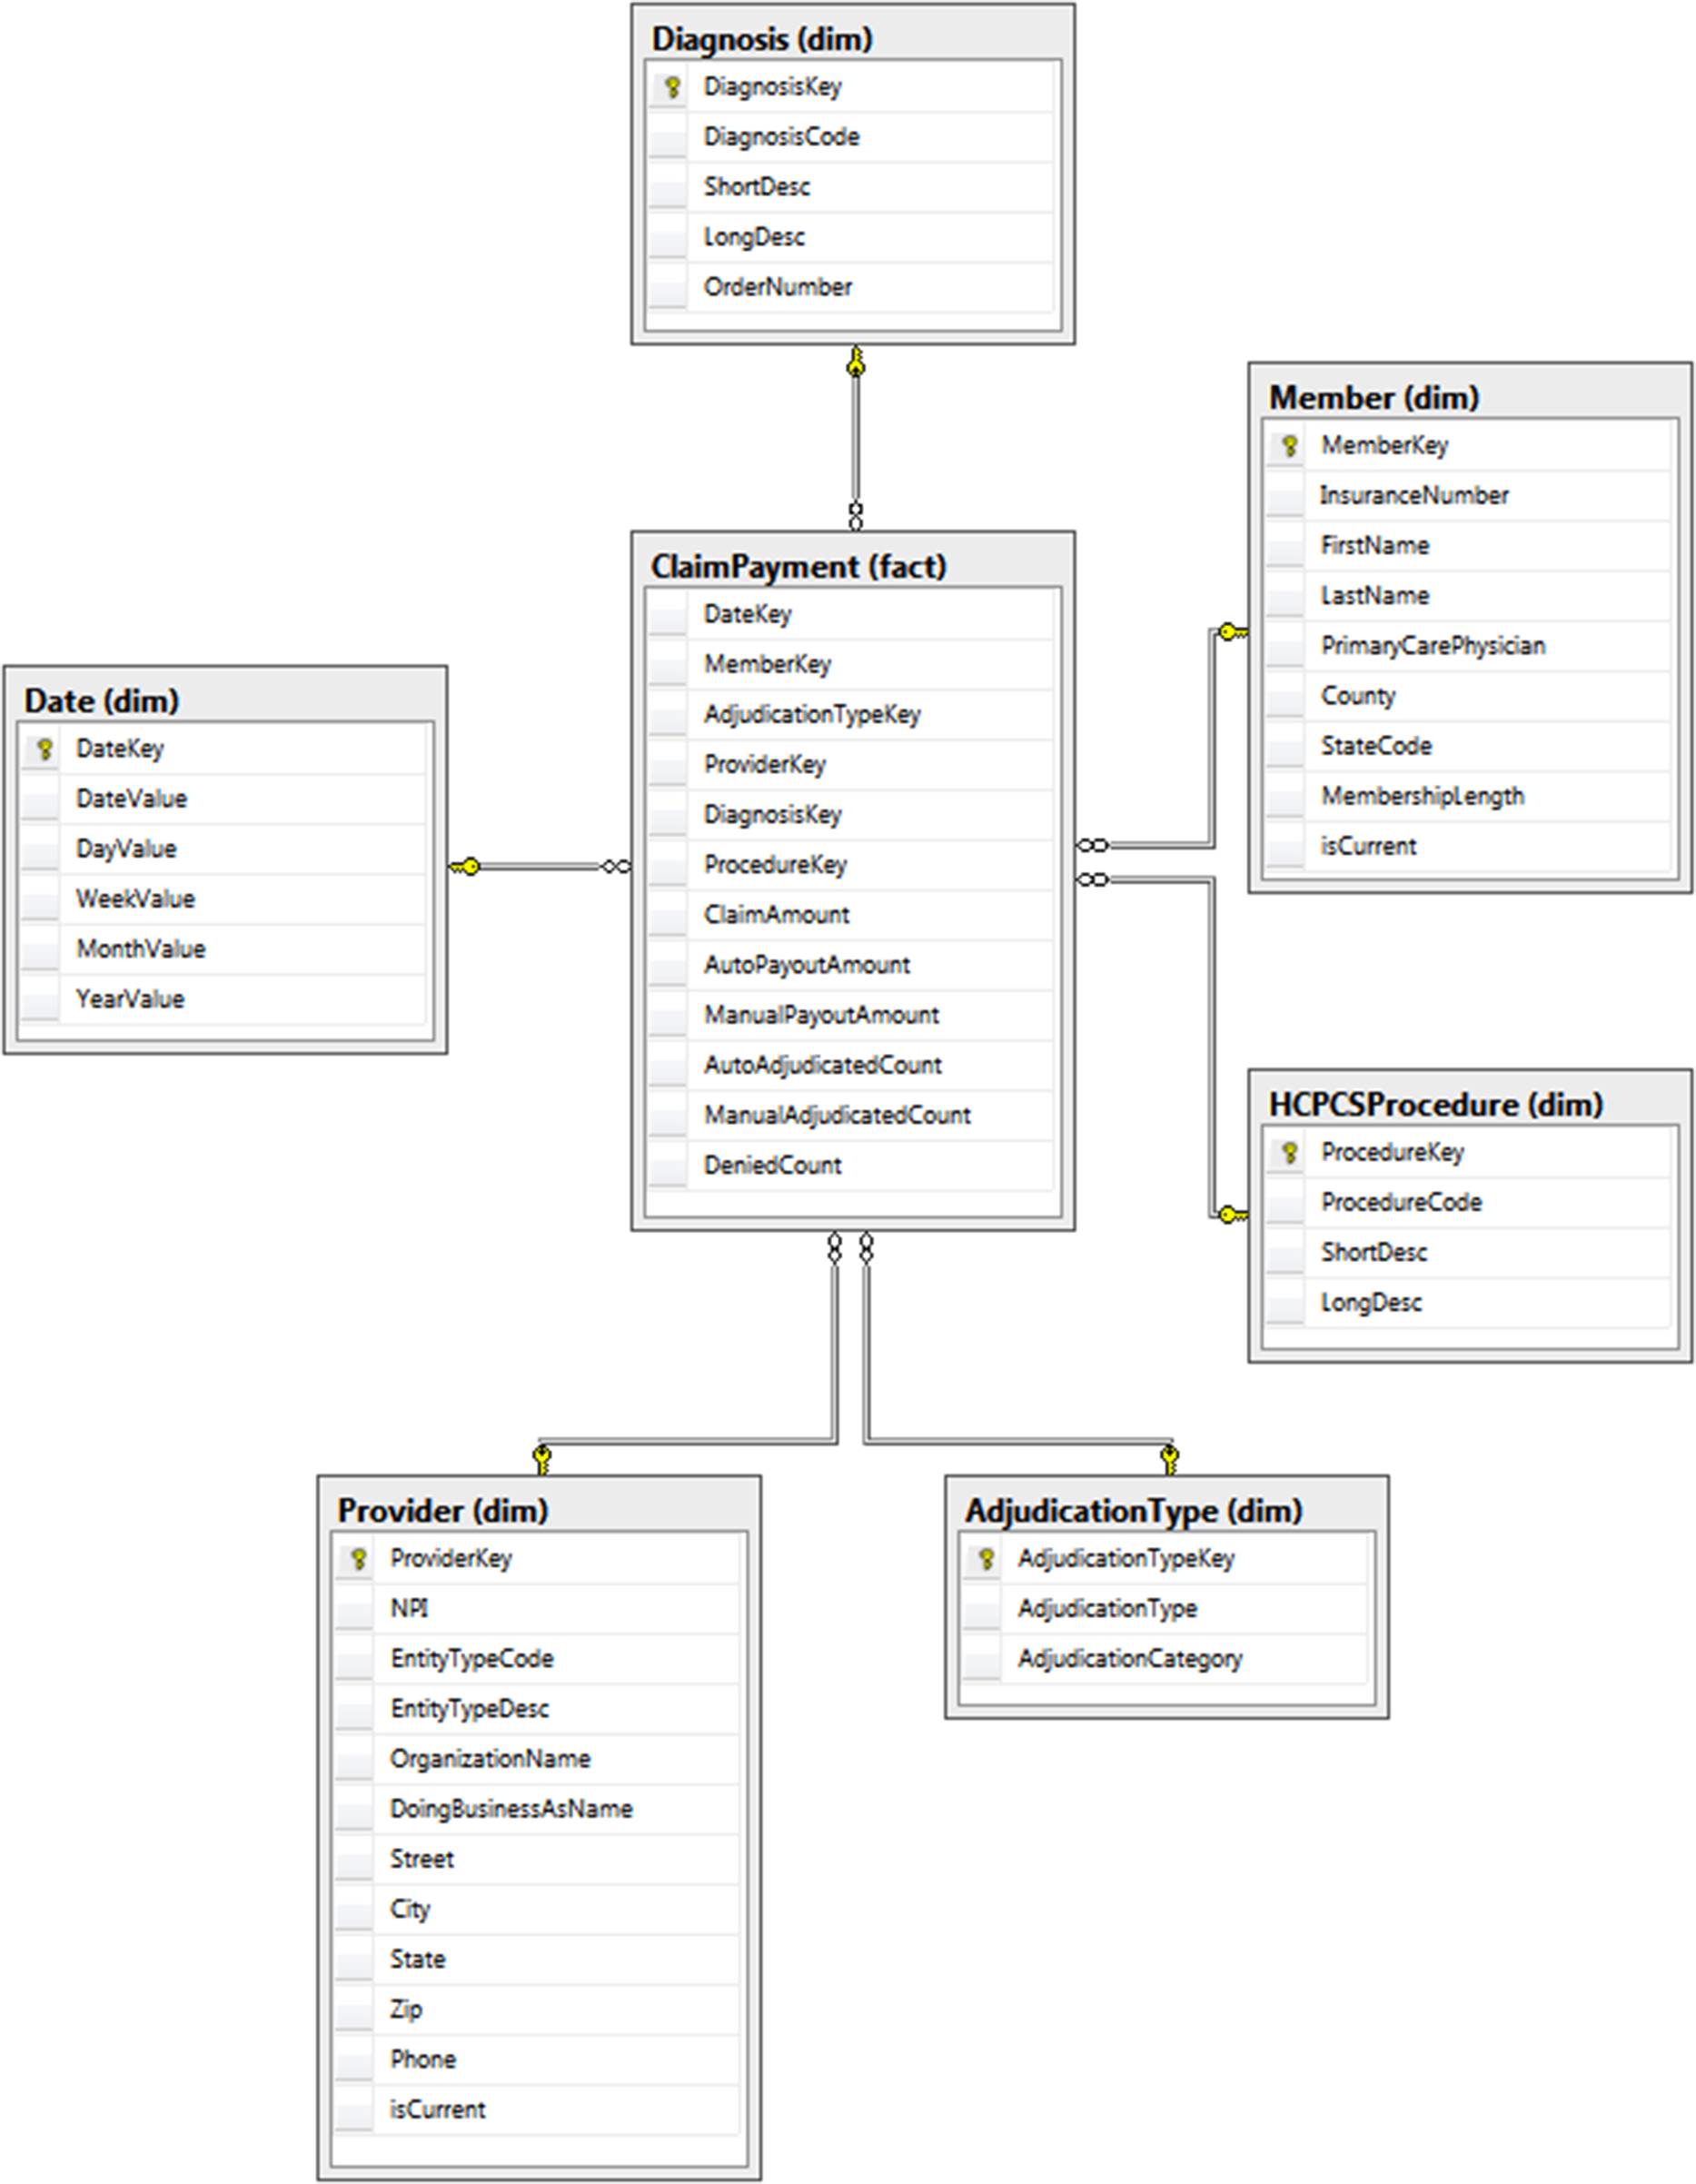 Diagnosis (dim)
DiagnosisKey
DiagnosisCode
ShortDesc
LongDesc
OrderNumber
Member (dim)
MemberKey
InsuranceNumber
FirstName
LastName
PrimaryCarePhysician
County
StateCode
MembershipLength
isCurrent
ClaimPayment (fact)
DateKey
MemberKey
AdjudicationTypeKey
ProviderKey
DiagnosisKey
ProcedureKey
ClaimAmount
AutoPayoutAmount
ManualPayoutAmount
AutoAdjudicatedCount
ManualAdjudicatedCount
DeniedCount
Date (dim)
DateKey
DateValue
DayValue
WeekValue
MonthValue
YearValue
HCPCSProcedure (dim)
ProcedureKey
ProcedureCode
ShortDesc
LongDesc
Provider (dim)
ProviderKey
NPI
EntityTypeCode
EntityTypeDesc
OrganizationName
DoingBusinessAsName
Street
City
State
Zip
Phone
isCurrent
AdjudicationType (dim)
AdjudicationTypeKey
AdjudicationType
AdjudicationCategory